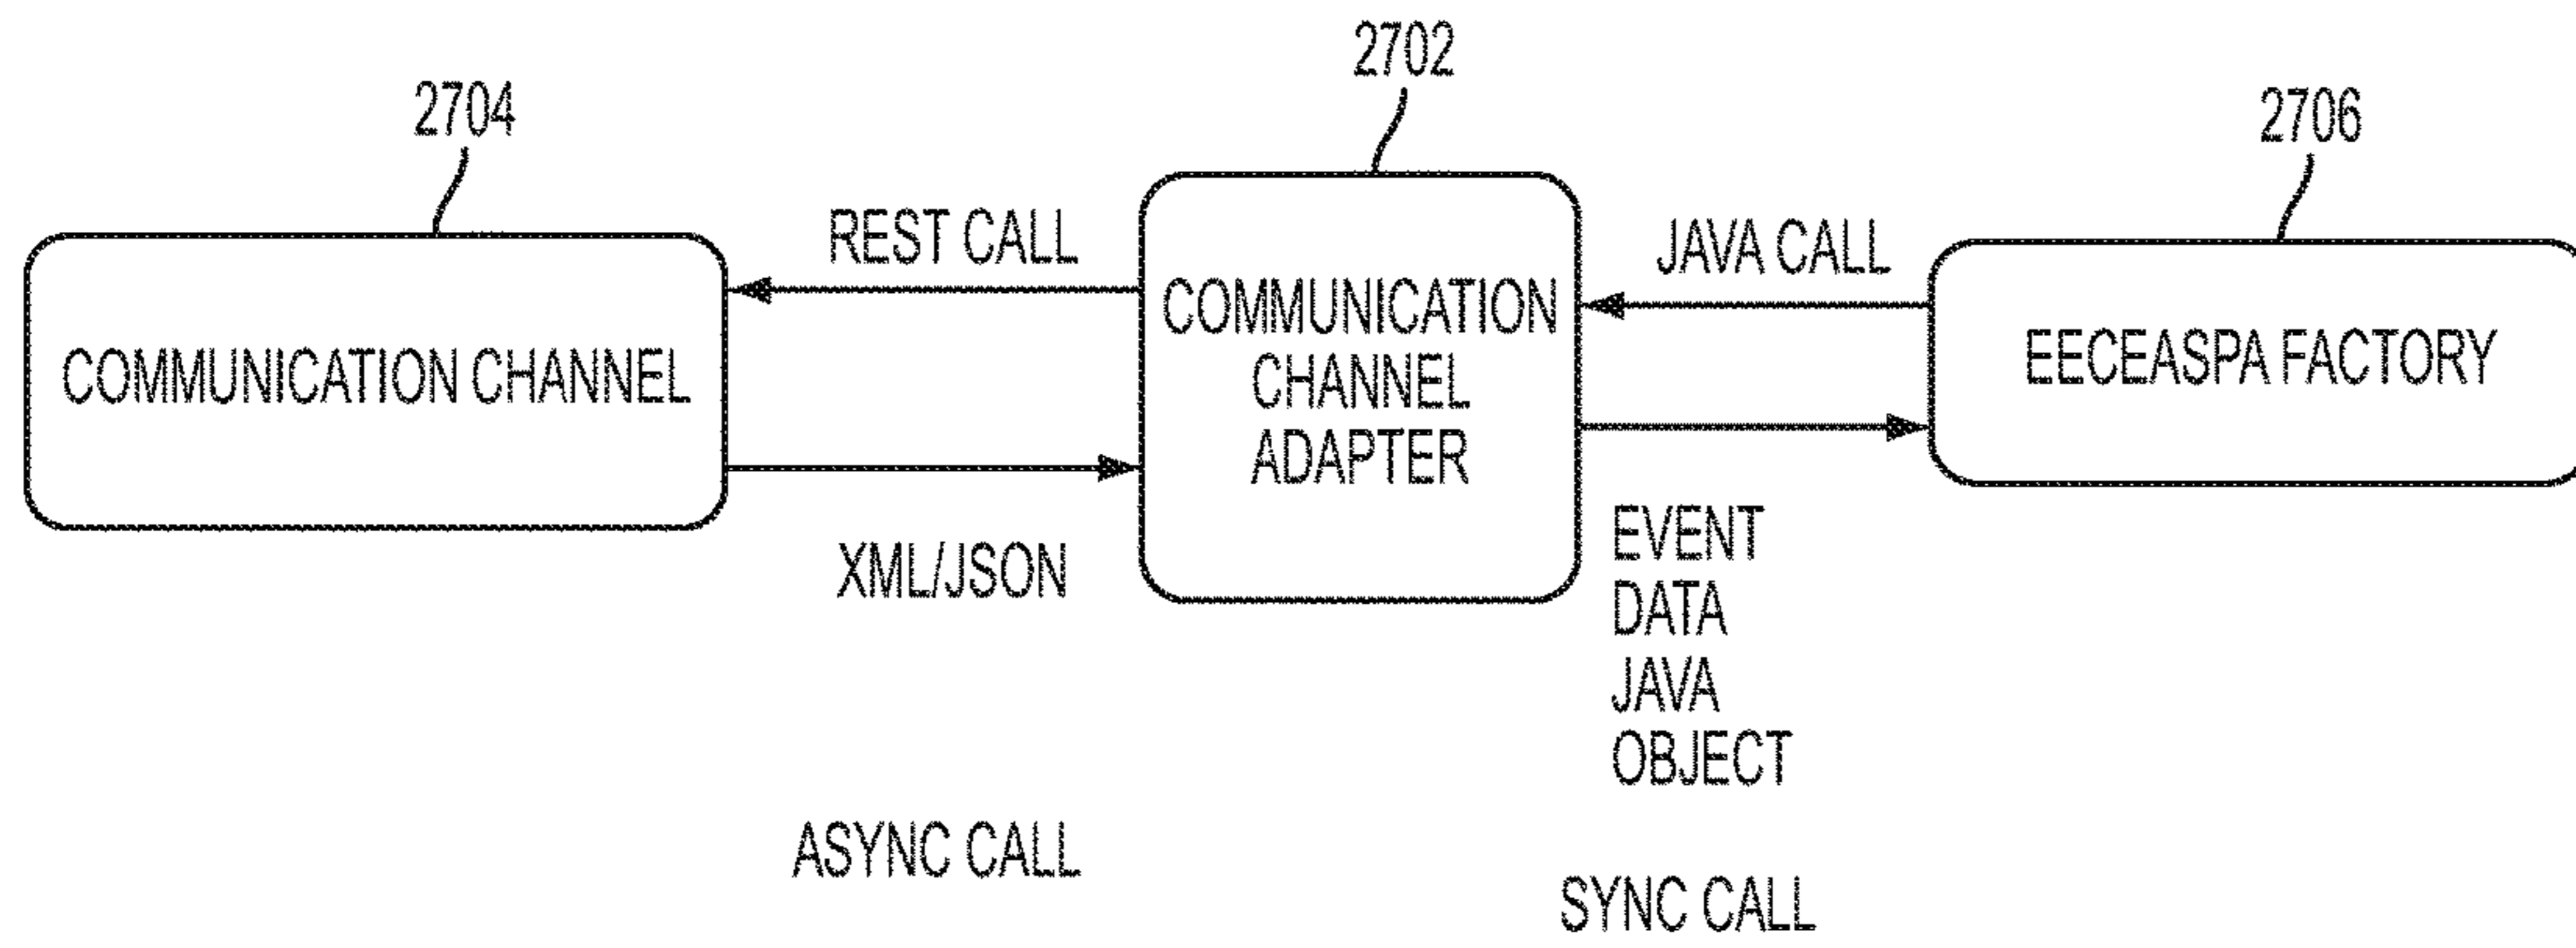 2702
2704
2706
REST CALL
JAVA CALL
COMMUNICATION CHANNEL
COMMUNICATION
CHANNEL
ADAPTER
EECEASPA FACTORY
XML/JSON
EVENT
DATA
JAVA
OBJECT
ASYNC CALL
SYNC CALL